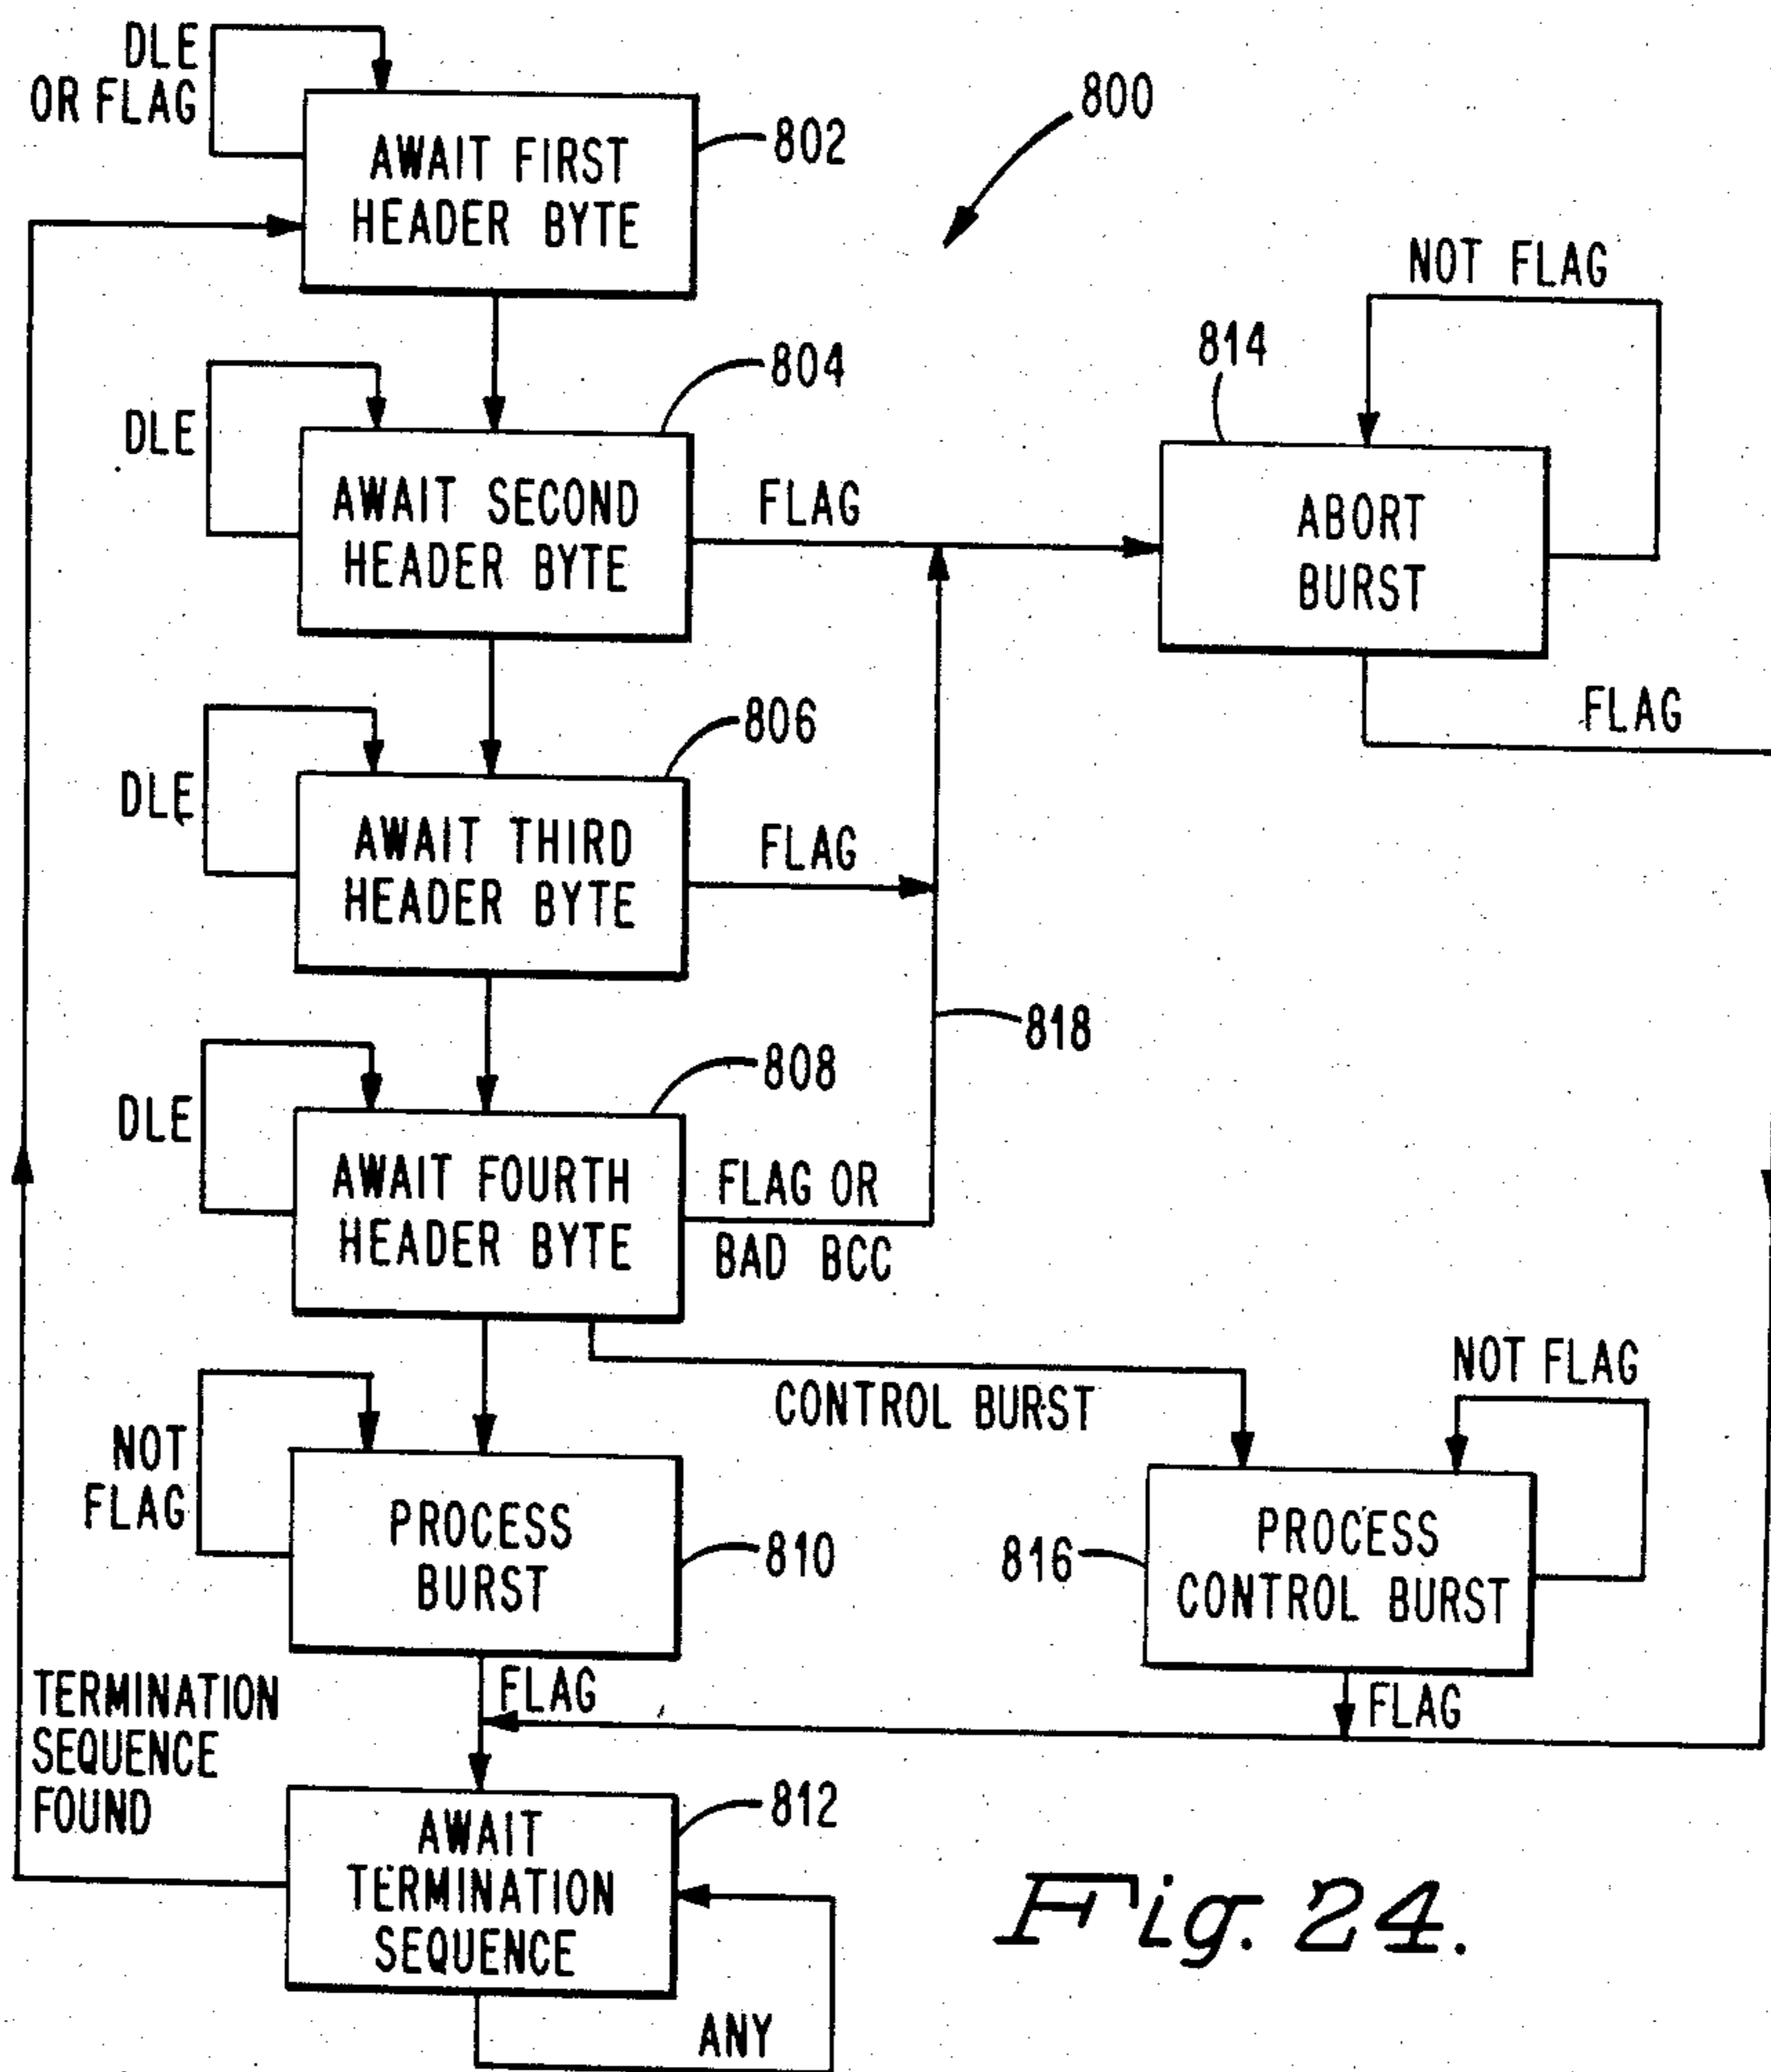 DLE
OR FLAG
AWAIT FIRST
HEADER BYTE
802
800
DLE
AWAIT SECOND
HEADER BYTE
804
FLAG
NOT FLAG
814
ABORT
BURST
FLAG
DLE
AWAIT THIRD
HEADER BYTE
806
FLAG
818
DLE
AWAIT FOURTH
HEADER BYTE
808
FLAG OR
BAD BCC
CONTROL BURST
NOT
FLAG
PROCESS
BURST
810
FLAG
NOT FLAG
816
PROCESS
CONTROL BURST
FLAG
TERMINATION
SEQUENCE
FOUND
AWAIT
TERMINATION
SEQUENCE
812
ANY
Fig. 24.